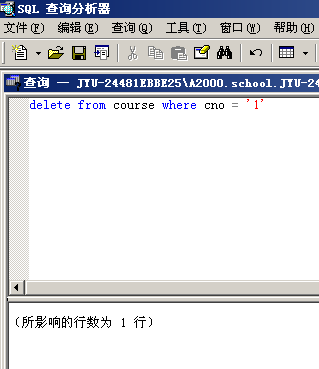 SQL 查询分析器
文件(F) 编辑(E) 查询(Q) 工具(T) 窗口(W) 帮助(H)
查询 — JYU-24481EBBE25\A2000.school.JYU-24
delete from course where cno = '1'
(所影响的行数为 1 行)